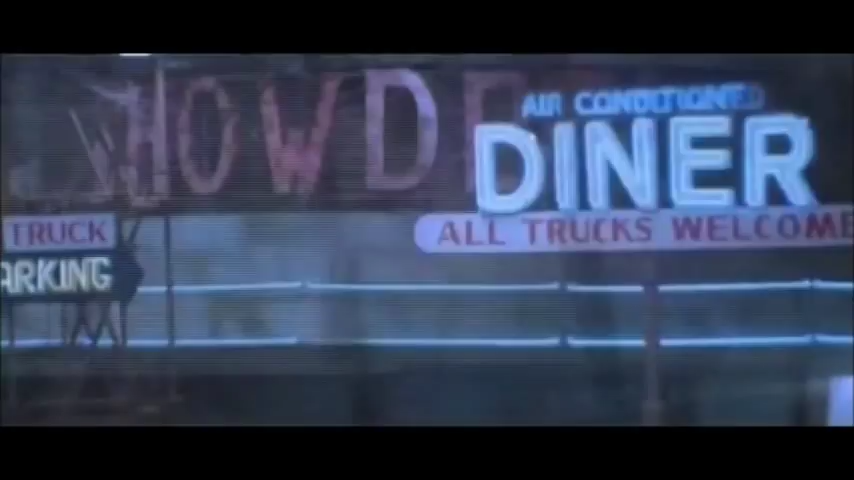 HOWD
AIR CONDITIONED
DINER
ALL TRUCKS WELCOME
TRUCK
ARKING